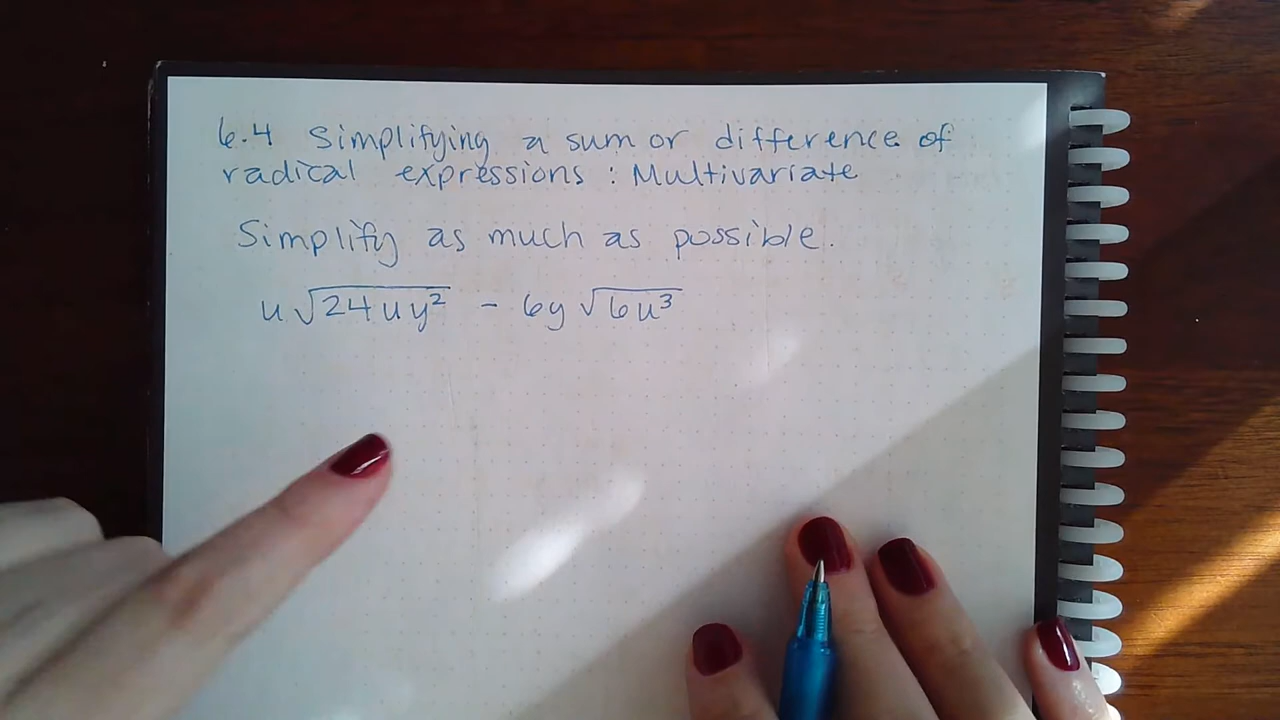 6.4 Simplifying a sum or difference of
radical expressions : Multivariate
Simplify as much as possible.
u√24uy² - 6y√6u³